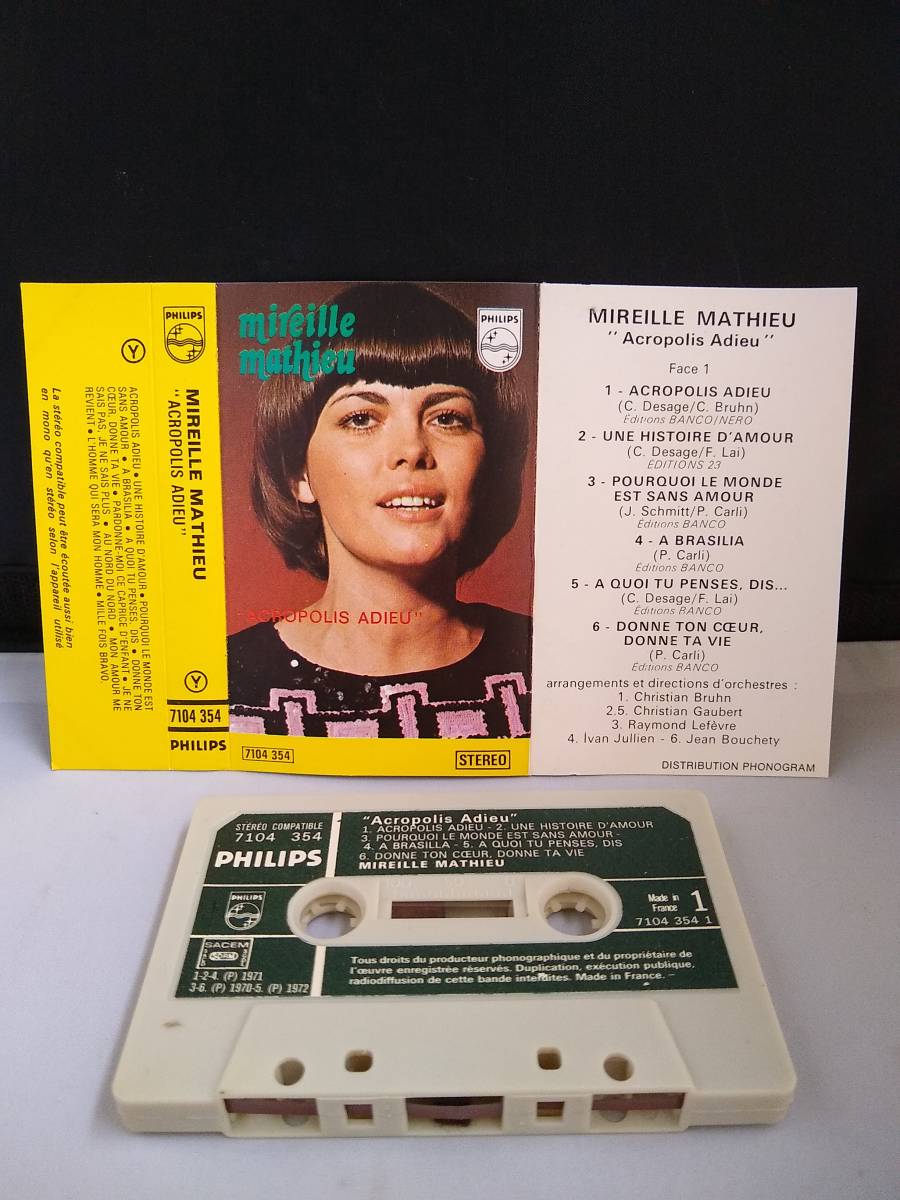 La stéréo compatible peut être écoutée aussi bien
en mono qu'en stéréo selon l'appareil utilisé
Y
ACROPOLIS ADIEU • UNE HISTOIRE D'AMOUR • POURQUOI LE MONDE EST
SANS AMOUR • A BRASILIA • A QUOI TU PENSES, DIS • DONNE TON
CŒUR, DONNE TA VIE • PARDONNE-MOI CE CAPRICE D'ENFANT • JE NE
SAIS PAS, JE NE SAIS PLUS • AU NORD DU NORD • MON AMOUR ME
REVIENT • L'HOMME QUI SERA MON HOMME • MILLE FOIS BRAVO
PHILIPS
MIREILLE MATHIEU
"ACROPOLIS ADIEU"
Y
7104 354
PHILIPS
mireille
mathieu
PHILIPS
"ACROPOLIS ADIEU"
7104 354
STEREO
MIREILLE MATHIEU
"Acropolis Adieu"
Face 1
1 - ACROPOLIS ADIEU
(C. Desage/C. Bruhn)
Éditions BANCO/NERO
2 - UNE HISTOIRE D'AMOUR
(C. Desage/F. Lai)
ÉDITIONS 23
3 - POURQUOI LE MONDE
EST SANS AMOUR
(J. Schmitt/P. Carli)
Éditions BANCO
4 - A BRASILIA
(P. Carli)
Éditions BANCO
5 - A QUOI TU PENSES, DIS...
(C. Desage/F. Lai)
Éditions BANCO
6 - DONNE TON CŒUR,
DONNE TA VIE
(P. Carli)
Éditions BANCO
arrangements et directions d'orchestres :
1. Christian Bruhn
2.5. Christian Gaubert
3. Raymond Lefèvre
4. Ivan Jullien - 6. Jean Bouchety
DISTRIBUTION PHONOGRAM
STÉRÉO COMPATIBLE
7104 354
PHILIPS
"Acropolis Adieu"
1. ACROPOLIS ADIEU - 2. UNE HISTOIRE D'AMOUR
3. POURQUOI LE MONDE EST SANS AMOUR -
4. A BRASILLA - 5. A QUOI TU PENSES, DIS
6. DONNE TON CŒUR, DONNE TA VIE
MIREILLE MATHIEU
PHILIPS
Made in
France
1
7104 354 1
SACEM
SDRM
1-2-4. (P) 1971
3-6. (P) 1970-5. (P) 1972
Tous droits du producteur phonographique et du propriétaire de
l'œuvre enregistrée réservés. Duplication, exécution publique,
radiodiffusion de cette bande interdites. Made in France.